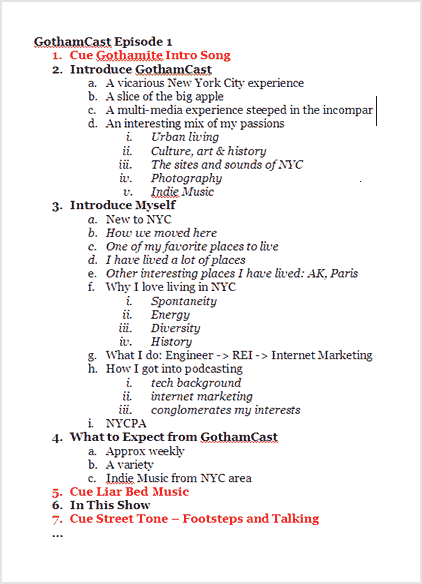 GothamCast Episode 1
1. Cue Gothamite Intro Song
2. Introduce GothamCast
a. A vicarious New York City experience
b. A slice of the big apple
c. A multi-media experience steeped in the incompar
d. An interesting mix of my passions
i. Urban living
ii. Culture, art & history
iii. The sites and sounds of NYC
iv. Photography
v. Indie Music
3. Introduce Myself
a. New to NYC
b. How we moved here
c. One of my favorite places to live
d. I have lived a lot of places
e. Other interesting places I have lived: AK, Paris
f. Why I love living in NYC
i. Spontaneity
ii. Energy
iii. Diversity
iv. History
g. What I do: Engineer -> REI -> Internet Marketing
h. How I got into podcasting
i. tech background
ii. internet marketing
iii. conglomerates my interests
i. NYCPA
4. What to Expect from GothamCast
a. Approx weekly
b. A variety
c. Indie Music from NYC area
5. Cue Liar Bed Music
6. In This Show
7. Cue Street Tone – Footsteps and Talking
...